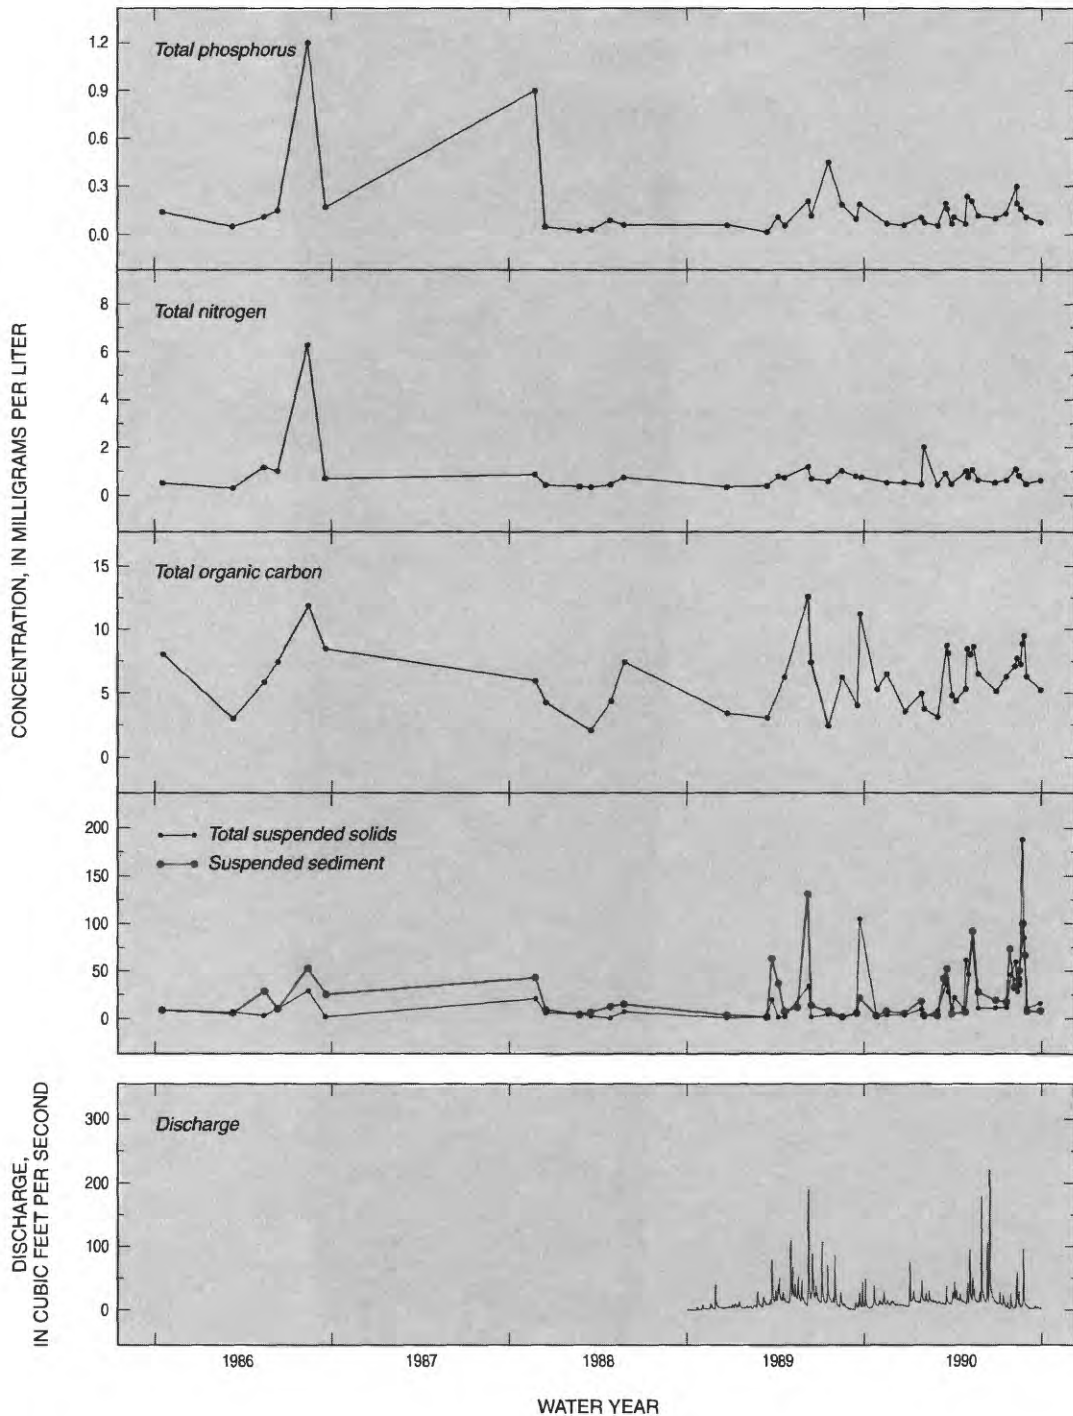 Total phosphorus
1.2
0.9
0.6
0.3
0.0
Total nitrogen
8
6
4
2
0
CONCENTRATION, IN MILLIGRAMS PER LITER
Total organic carbon
15
10
5
0
Total suspended solids
Suspended sediment
200
150
100
50
0
DISCHARGE,
IN CUBIC FEET PER SECOND
Discharge
300
200
100
0
1986 1987 1988 1989 1990
WATER YEAR